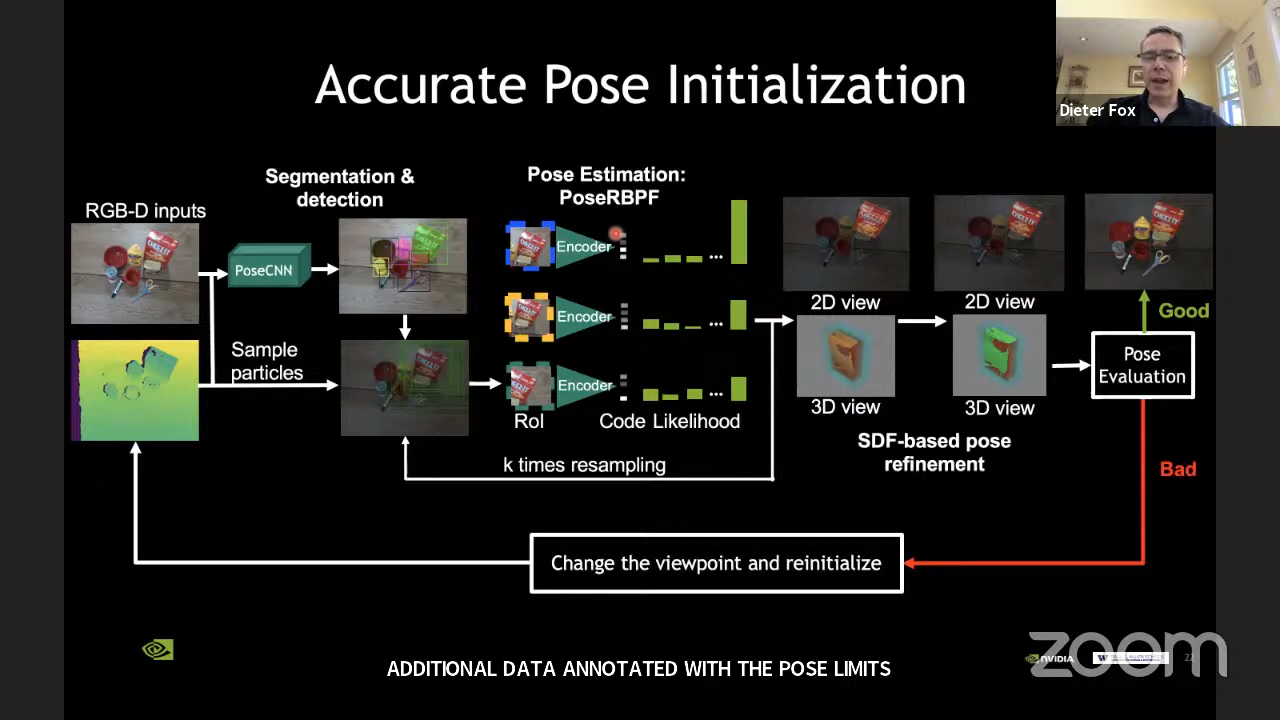 Accurate Pose Initialization
Dieter Fox
Segmentation &
detection
Pose Estimation:
PoseRBPF
RGB-D inputs
PoseCNN
Encoder
...
2D view
2D view
Good
Encoder
...
Sample
particles
Pose
Evaluation
Encoder
...
3D view
3D view
RoI
Code Likelihood
SDF-based pose
refinement
k times resampling
Bad
Change the viewpoint and reinitialize
NVIDIA
W
22
zoom
ADDITIONAL DATA ANNOTATED WITH THE POSE LIMITS